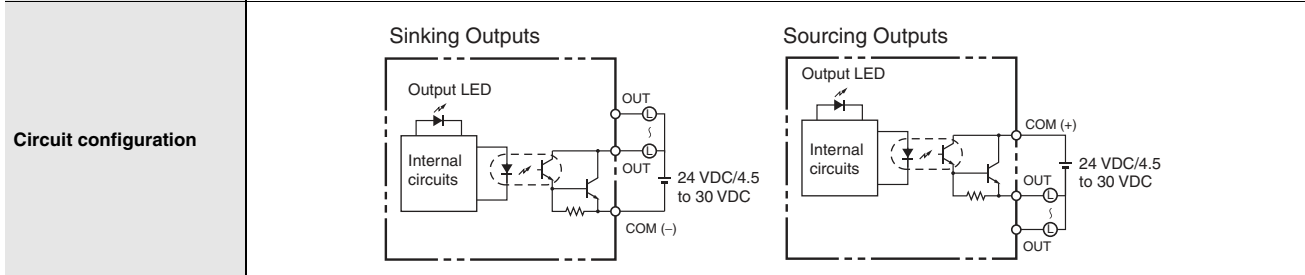 Circuit configuration
Sinking Outputs
Output LED
Internal
circuits
OUT
L
L
OUT
24 VDC/4.5
to 30 VDC
COM (–)
Sourcing Outputs
Output LED
Internal
circuits
COM (+)
24 VDC/4.5
to 30 VDC
OUT
L
L
OUT